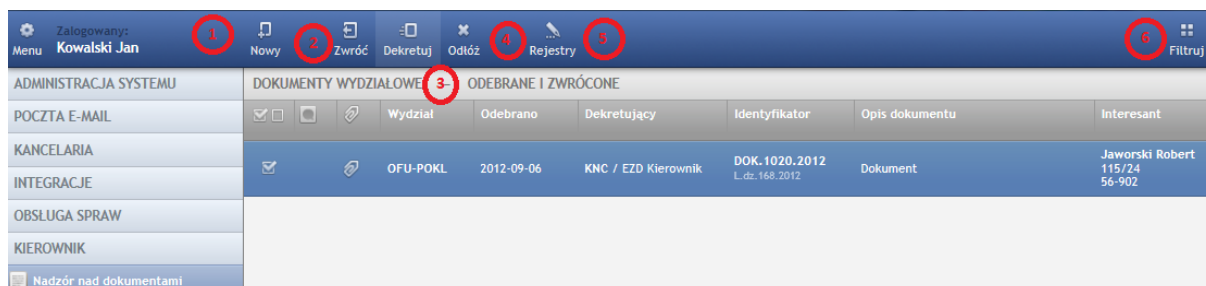 Menu
Zalogowany:
Kowalski Jan
1
Nowy
2
Zwróć
Dekretuj
Odłóż
4
Rejestry
5
6
Filtruj
ADMINISTRACJA SYSTEMU
POCZTA E-MAIL
KANCELARIA
INTEGRACJE
OBSŁUGA SPRAW
KIEROWNIK
Nadzór nad dokumentami
DOKUMENTY WYDZIAŁOWE 3 - ODEBRANE I ZWRÓCONE
Wydział Odebrano Dekretujący Identyfikator Opis dokumentu Interesant
OFU-POKL 2012-09-06 KNC / EZD Kierownik DOK.1020.2012 Dokument Jaworski Robert
L.dz.168.2012 115/24
56-902